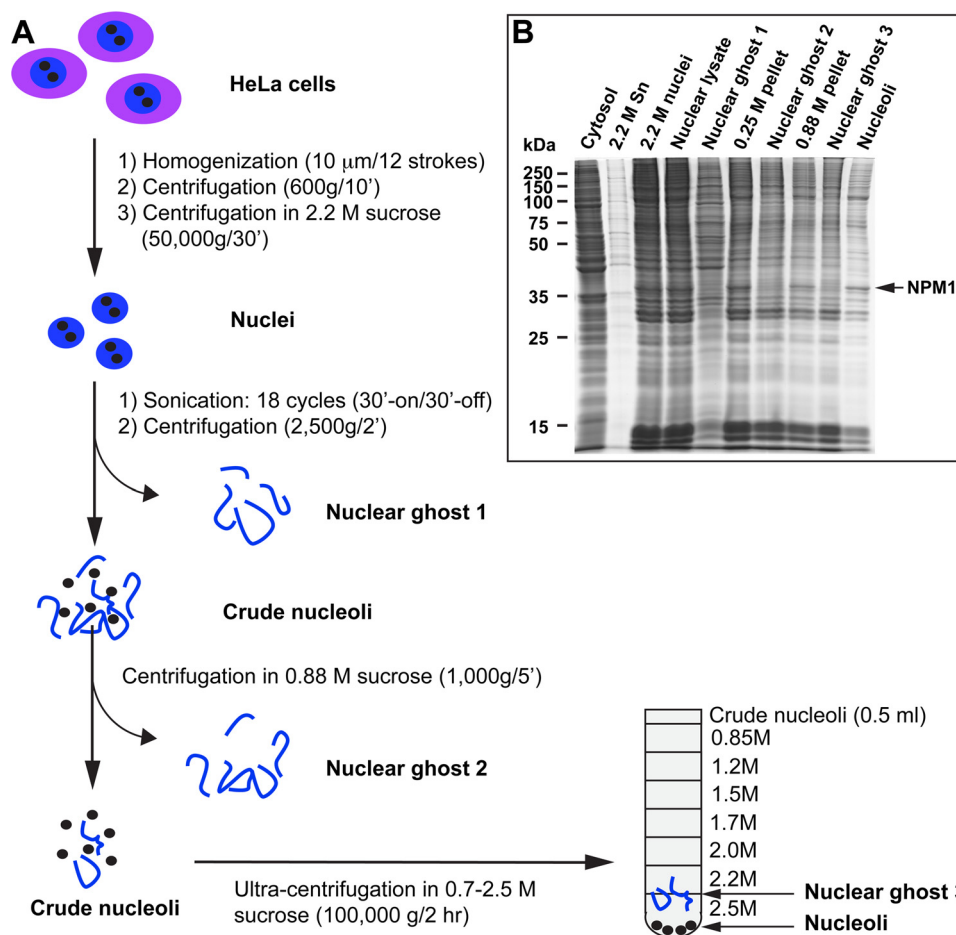 A
HeLa cells
1) Homogenization (10 μm/12 strokes)
2) Centrifugation (600g/10')
3) Centrifugation in 2.2 M sucrose
(50,000g/30')
Nuclei
1) Sonication: 18 cycles (30'-on/30'-off)
2) Centrifugation (2,500g/2')
Nuclear ghost 1
Crude nucleoli
Centrifugation in 0.88 M sucrose (1,000g/5')
Nuclear ghost 2
Crude nucleoli
Ultra-centrifugation in 0.7-2.5 M
sucrose (100,000 g/2 hr)
Crude nucleoli (0.5 ml)
0.85M
1.2M
1.5M
1.7M
2.0M
2.2M
2.5M
Nuclear ghost 3
Nucleoli
B
Cytosol
2.2 M Sn
2.2 M nuclei
Nuclear lysate
Nuclear ghost 1
0.25 M pellet
Nuclear ghost 2
0.88 M pellet
Nuclear ghost 3
Nucleoli
kDa
250
150
100
75
50
35
25
15
NPM1